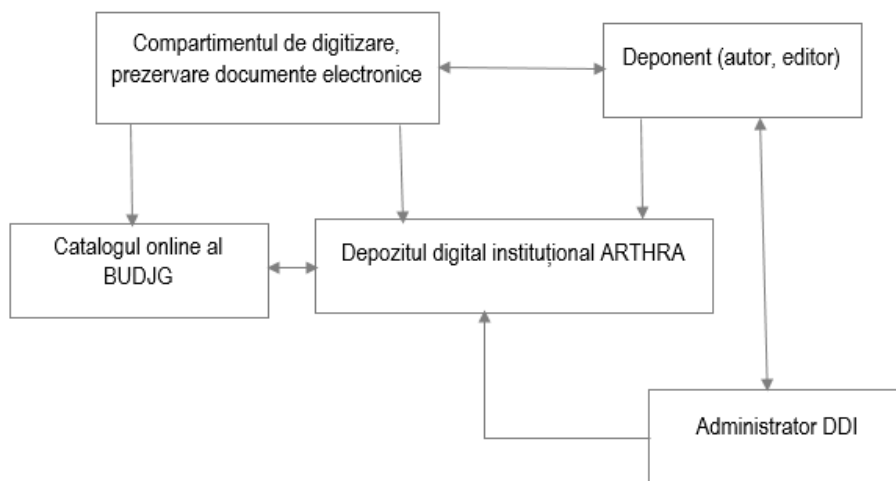 Compartimentul de digitizare,
prezervare documente electronice
Deponent (autor, editor)
Catalogul online al
BUDJG
Depozitul digital instituțional ARTHRA
Administrator DDI